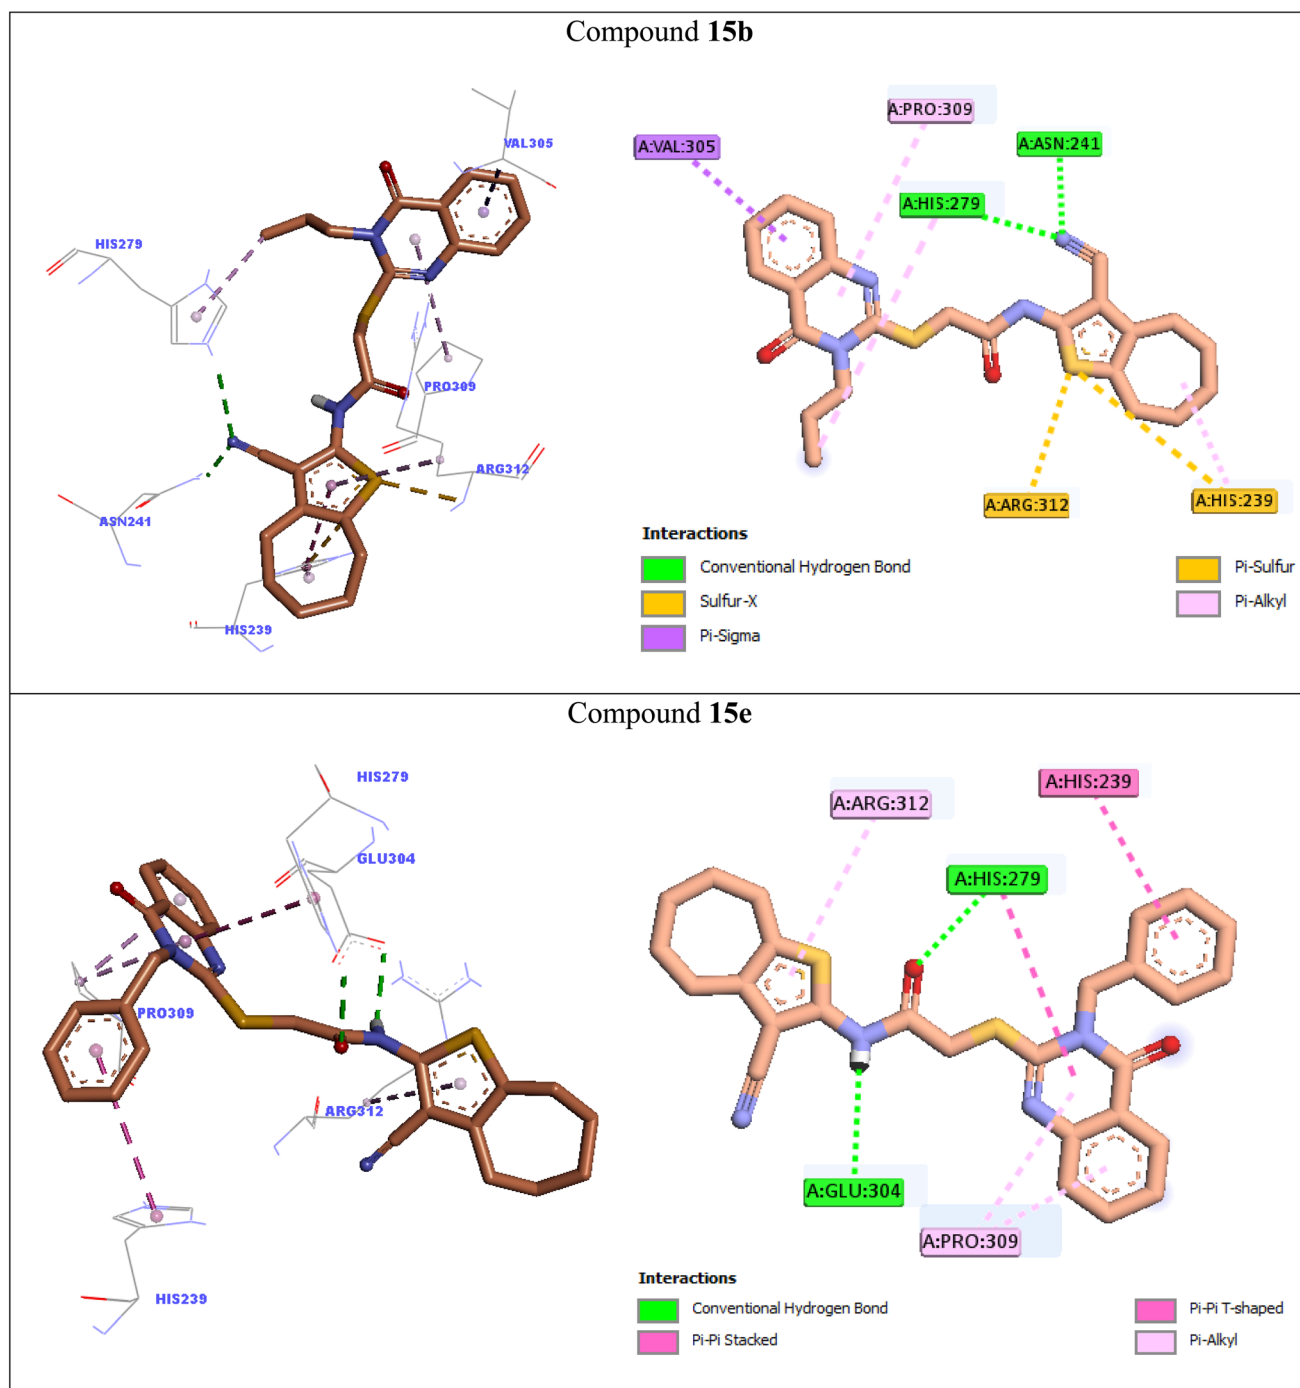 Compound 15b
VAL305
HIS279
PRO309
ARG312
ASN241
HIS239
A:PRO:309
A:VAL:305
A:ASN:241
A:HIS:279
A:ARG:312
A:HIS:239
Interactions
Conventional Hydrogen Bond
Sulfur-X
Pi-Sigma
Pi-Sulfur
Pi-Alkyl
Compound 15e
HIS279
GLU304
PRO309
ARG312
HIS239
A:HIS:239
A:ARG:312
A:HIS:279
A:GLU:304
A:PRO:309
Interactions
Conventional Hydrogen Bond
Pi-Pi Stacked
Pi-Pi T-shaped
Pi-Alkyl